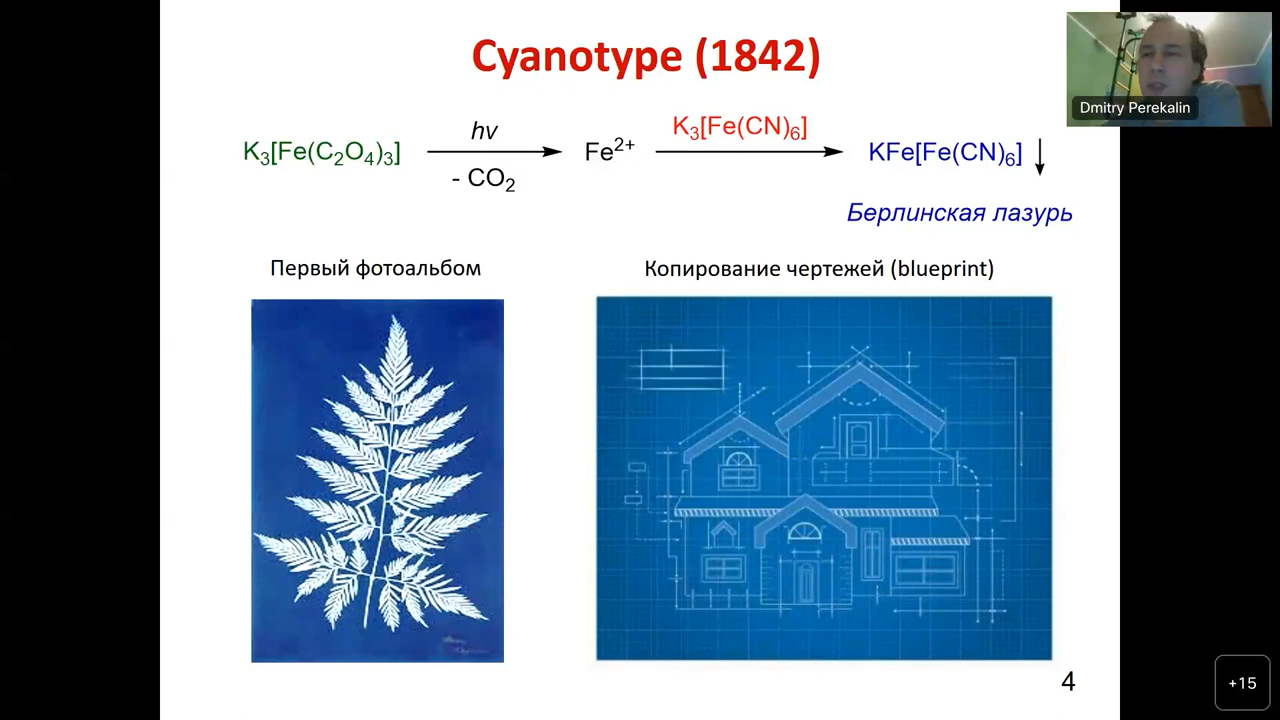 Cyanotype (1842)
Dmitry Perekalin
K₃[Fe(C₂O₄)₃]
hν
- CO₂
Fe²⁺
K₃[Fe(CN)₆]
KFe[Fe(CN)₆] ↓
Берлинская лазурь
Первый фотоальбом
Копирование чертежей (blueprint)
4
+15